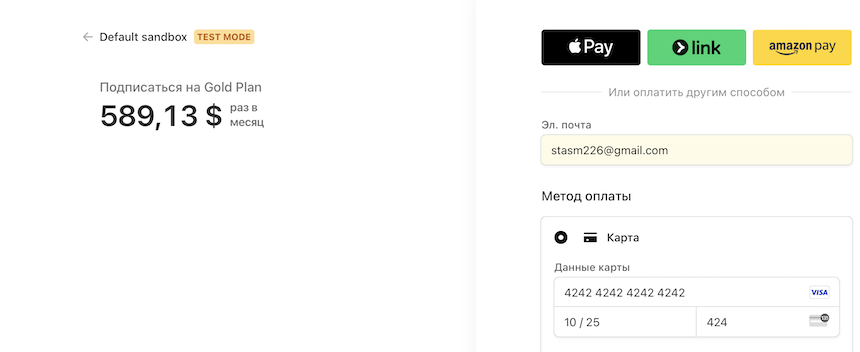 Default sandbox TEST MODE
Подписаться на Gold Plan
589,13 $ раз в
месяц
Pay
link
amazon pay
Или оплатить другим способом
Эл. почта
stasm226@gmail.com
Метод оплаты
Карта
Данные карты
4242 4242 4242 4242 VISA
10 / 25
424